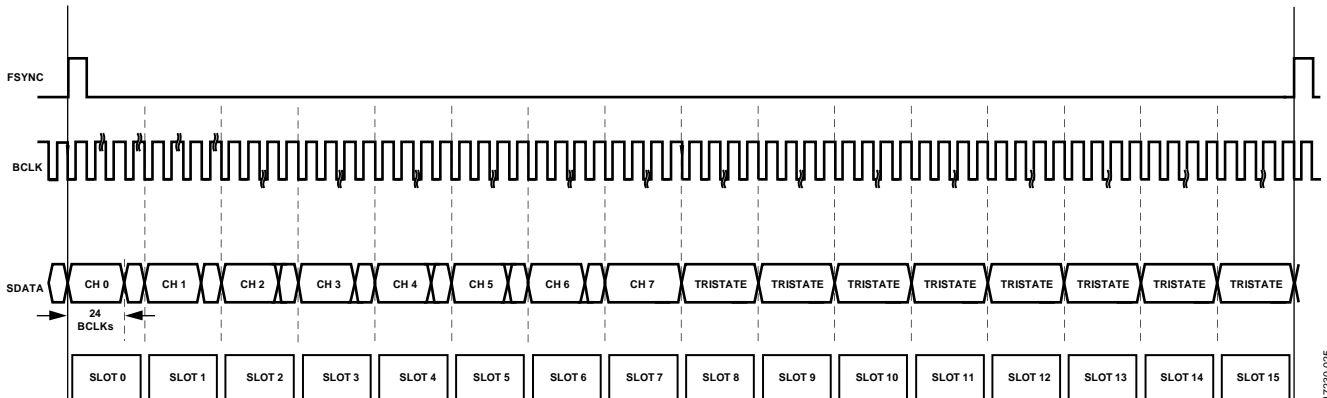 FSYNC
BCLK
SDATA
CH 0
CH 1
CH 2
CH 3
CH 4
CH 5
CH 6
CH 7
TRISTATE
TRISTATE
TRISTATE
TRISTATE
TRISTATE
TRISTATE
TRISTATE
TRISTATE
24
BCLKs
SLOT 0
SLOT 1
SLOT 2
SLOT 3
SLOT 4
SLOT 5
SLOT 6
SLOT 7
SLOT 8
SLOT 9
SLOT 10
SLOT 11
SLOT 12
SLOT 13
SLOT 14
SLOT 15